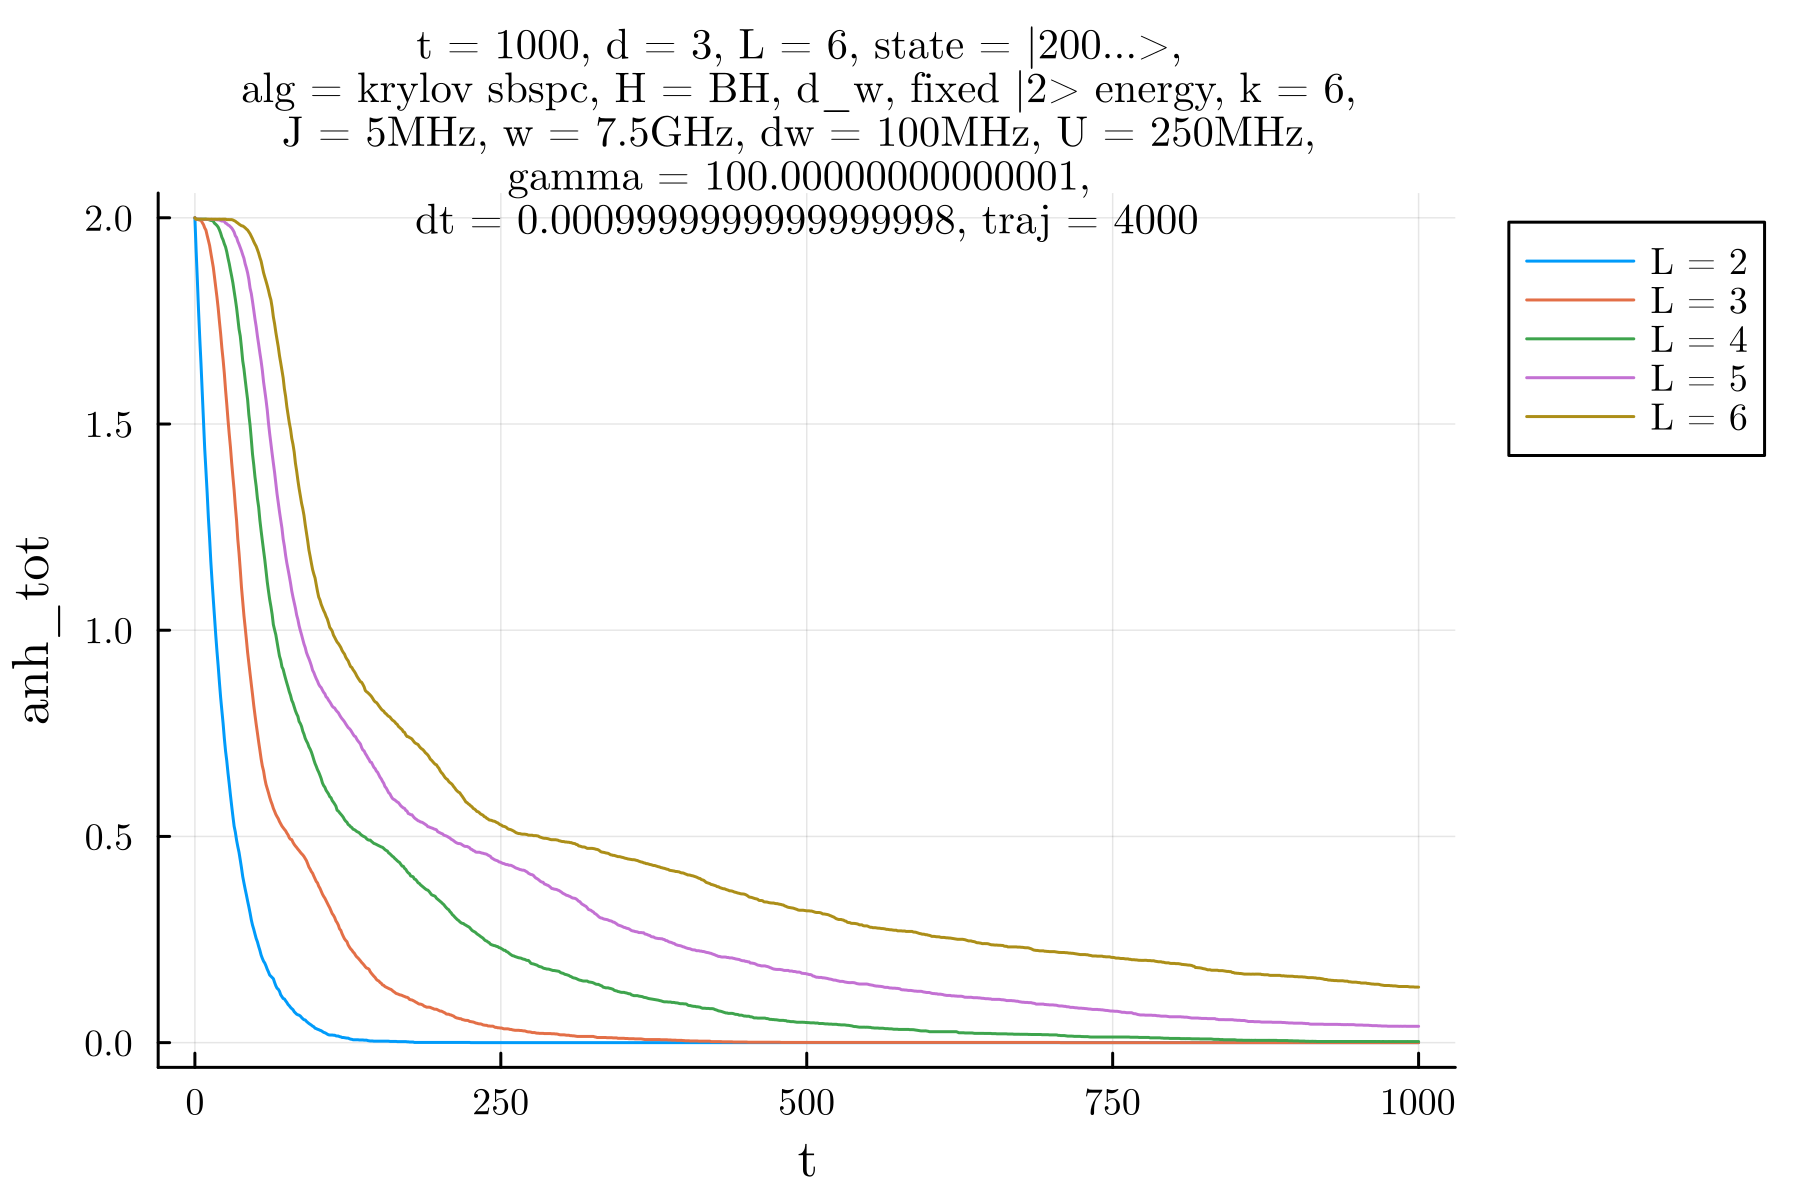 t = 1000, d = 3, L = 6, state = |200...>,
alg = krylov sbspc, H = BH, d_w, fixed |2> energy, k = 6,
J = 5MHz, w = 7.5GHz, dw = 100MHz, U = 250MHz,
gamma = 100.00000000000001,
dt = 0.0009999999999999998, traj = 4000
2.0
1.5
1.0
0.5
0.0
anh_tot
0
250
500
750
1000
t
L = 2
L = 3
L = 4
L = 5
L = 6